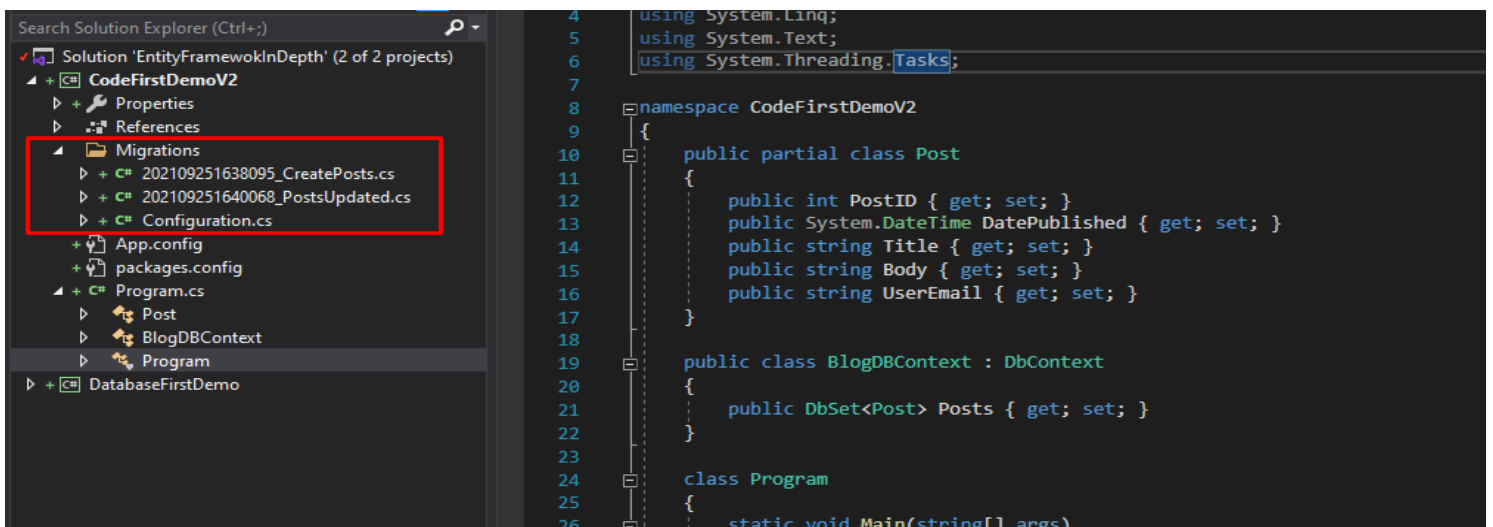 Search Solution Explorer (Ctrl+;)
Solution 'EntityFramewokInDepth' (2 of 2 projects)
CodeFirstDemoV2
Properties
References
Migrations
202109251638095_CreatePosts.cs
202109251640068_PostsUpdated.cs
Configuration.cs
App.config
packages.config
Program.cs
Post
BlogDBContext
Program
DatabaseFirstDemo
4 using System.Linq;
5 using System.Text;
6 using System.Threading.Tasks;
7
8 namespace CodeFirstDemoV2
9 {
10 public partial class Post
11 {
12 public int PostID { get; set; }
13 public System.DateTime DatePublished { get; set; }
14 public string Title { get; set; }
15 public string Body { get; set; }
16 public string UserEmail { get; set; }
17 }
18
19 public class BlogDBContext : DbContext
20 {
21 public DbSet<Post> Posts { get; set; }
22 }
23
24 class Program
25 {
26 static void Main(string[] args)